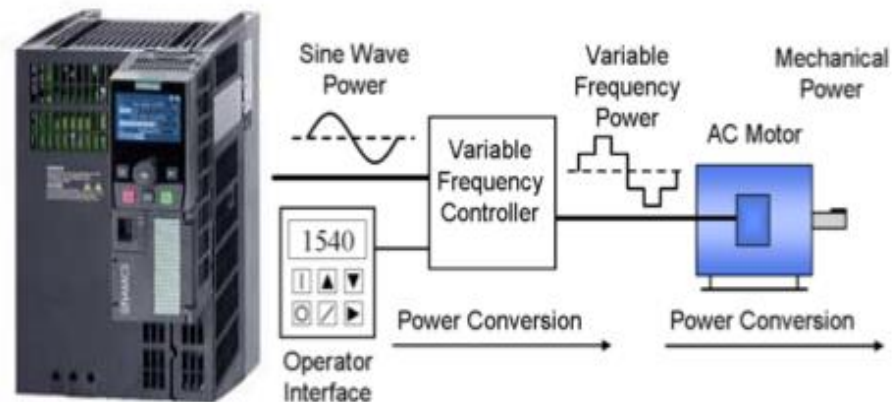 Sine Wave
Power
Variable
Frequency
Power
Mechanical
Power
AC Motor
Variable
Frequency
Controller
1540
Operator
Interface
Power Conversion
Power Conversion